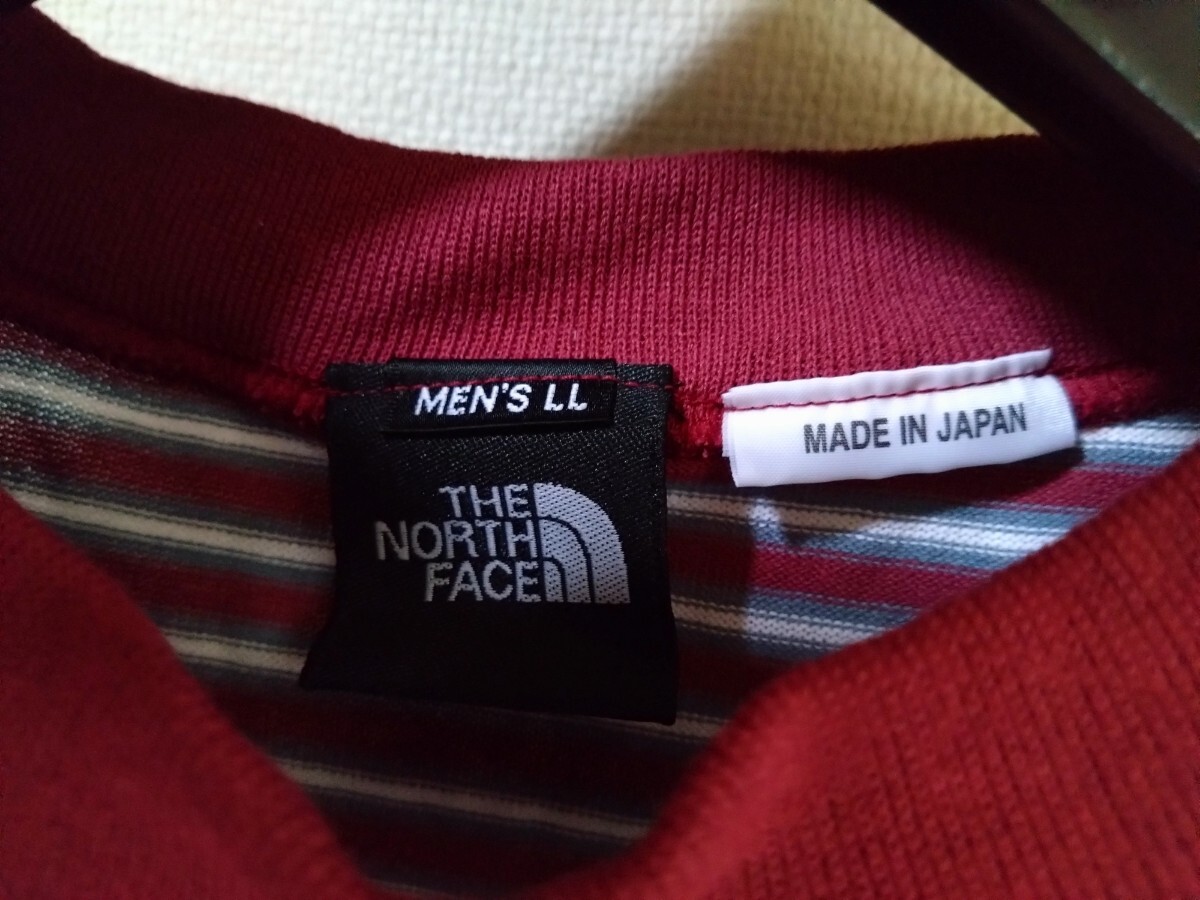 MEN'S LL
THE
NORTH
FACE
MADE IN JAPAN